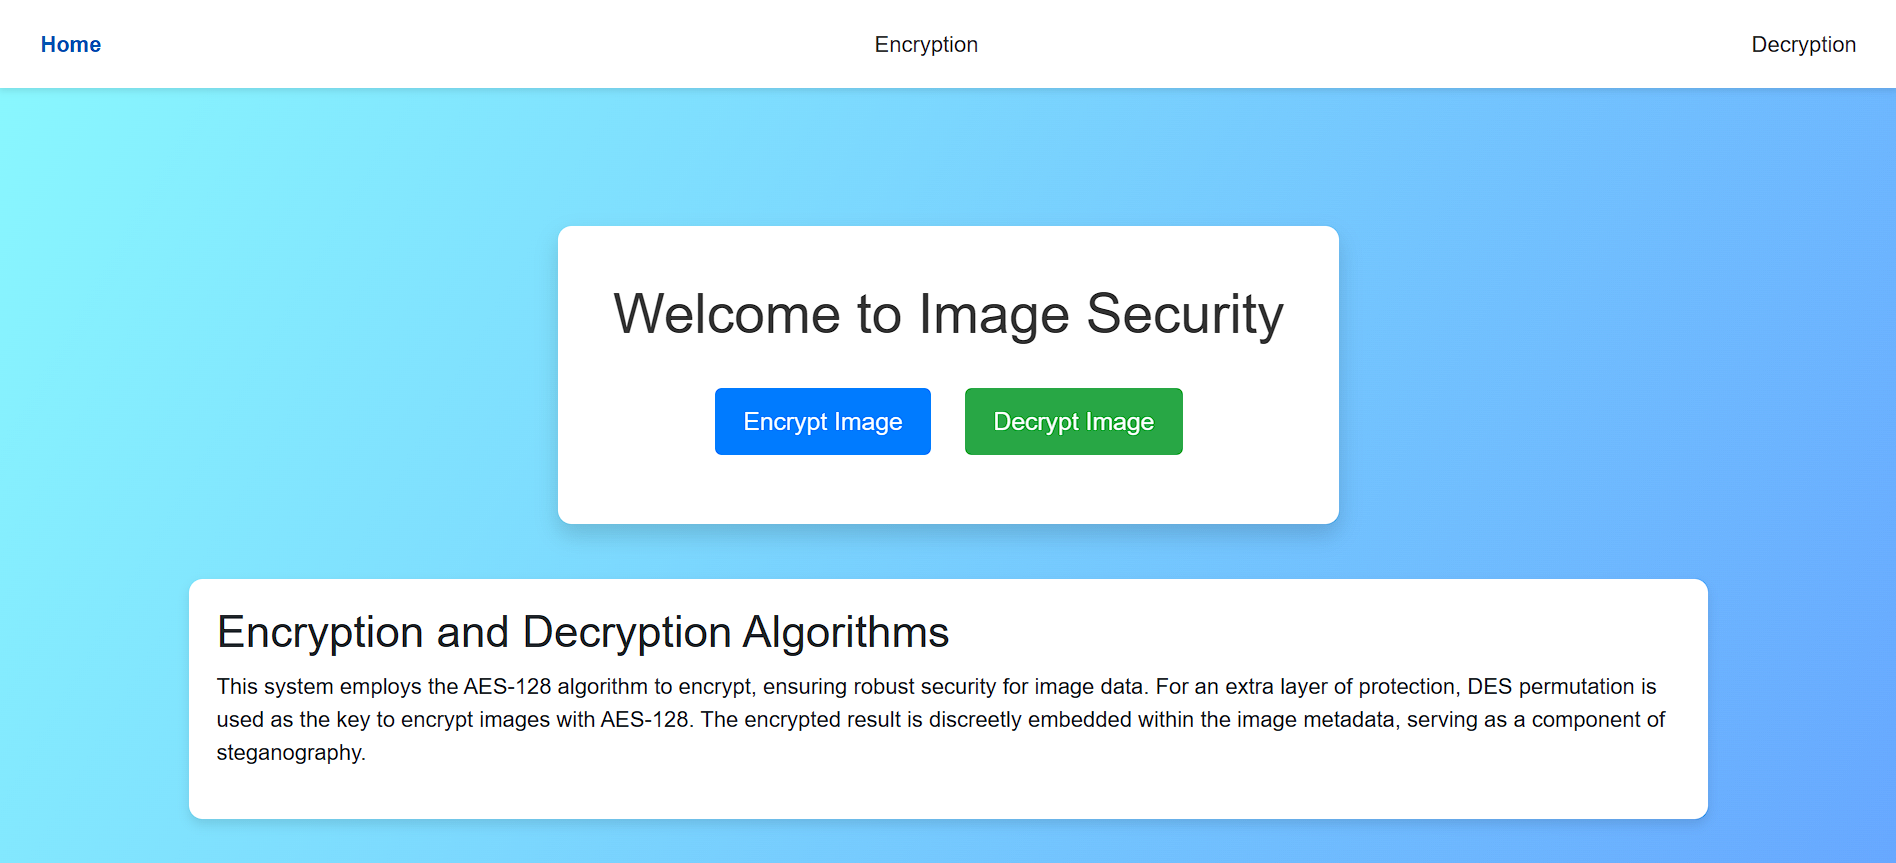 Home
Encryption
Decryption
Welcome to Image Security
Encrypt Image
Decrypt Image
Encryption and Decryption Algorithms
This system employs the AES-128 algorithm to encrypt, ensuring robust security for image data. For an extra layer of protection, DES permutation is
used as the key to encrypt images with AES-128. The encrypted result is discreetly embedded within the image metadata, serving as a component of
steganography.